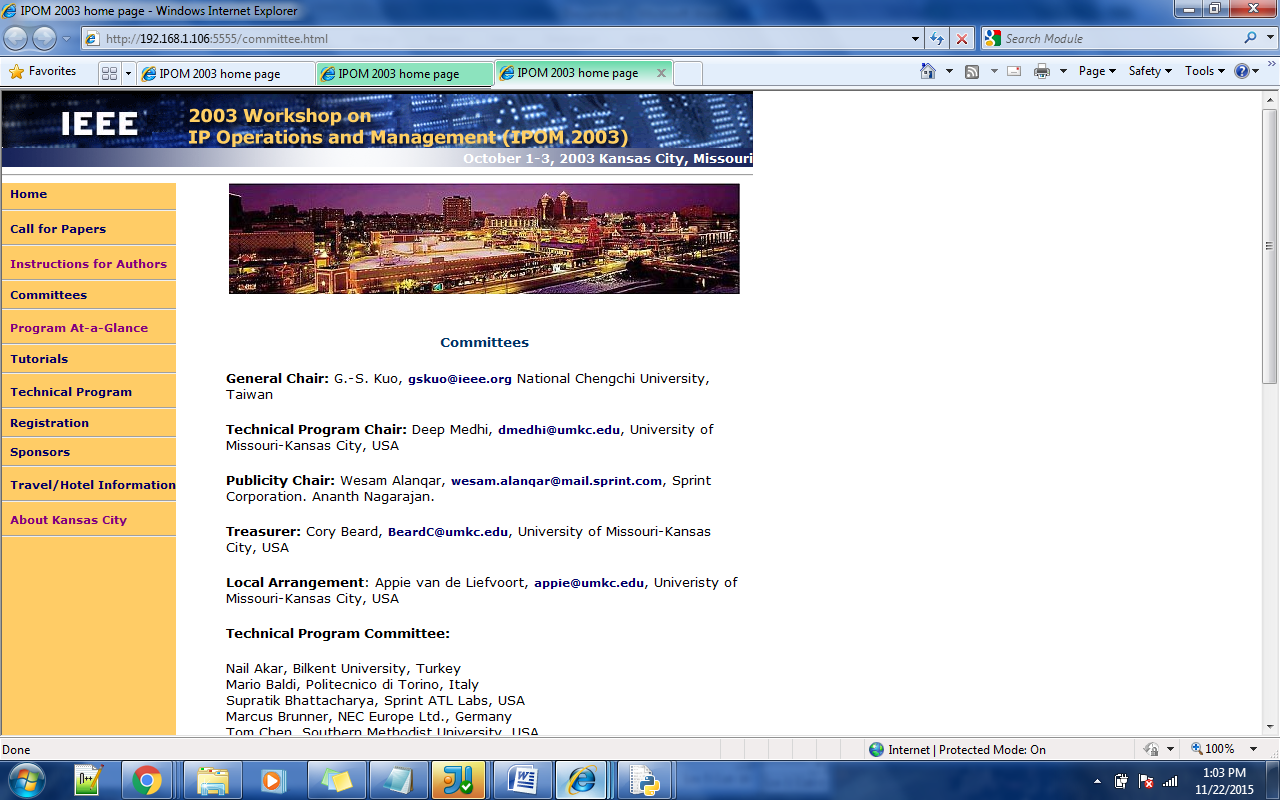 IPOM 2003 home page - Windows Internet Explorer
http://192.168.1.106:5555/committee.html
Search Module
Favorites
IPOM 2003 home page
IPOM 2003 home page
IPOM 2003 home page
Page
Safety
Tools
IEEE
2003 Workshop on
IP Operations and Management (IPOM 2003)
October 1-3, 2003 Kansas City, Missouri
Home
Call for Papers
Instructions for Authors
Committees
Program At-a-Glance
Tutorials
Technical Program
Registration
Sponsors
Travel/Hotel Information
About Kansas City
Committees
General Chair: G.-S. Kuo, gskuo@ieee.org National Chengchi University,
Taiwan
Technical Program Chair: Deep Medhi, dmedhi@umkc.edu, University of
Missouri-Kansas City, USA
Publicity Chair: Wesam Alanqar, wesam.alanqar@mail.sprint.com, Sprint
Corporation. Ananth Nagarajan.
Treasurer: Cory Beard, BeardC@umkc.edu, University of Missouri-Kansas
City, USA
Local Arrangement: Appie van de Liefvoort, appie@umkc.edu, Univeristy of
Missouri-Kansas City, USA
Technical Program Committee:
Nail Akar, Bilkent University, Turkey
Mario Baldi, Politecnico di Torino, Italy
Supratik Bhattacharya, Sprint ATL Labs, USA
Marcus Brunner, NEC Europe Ltd., Germany
Tom Chen, Southern Methodist University, USA
Done
Internet | Protected Mode: On
100%
1:03 PM
11/22/2015